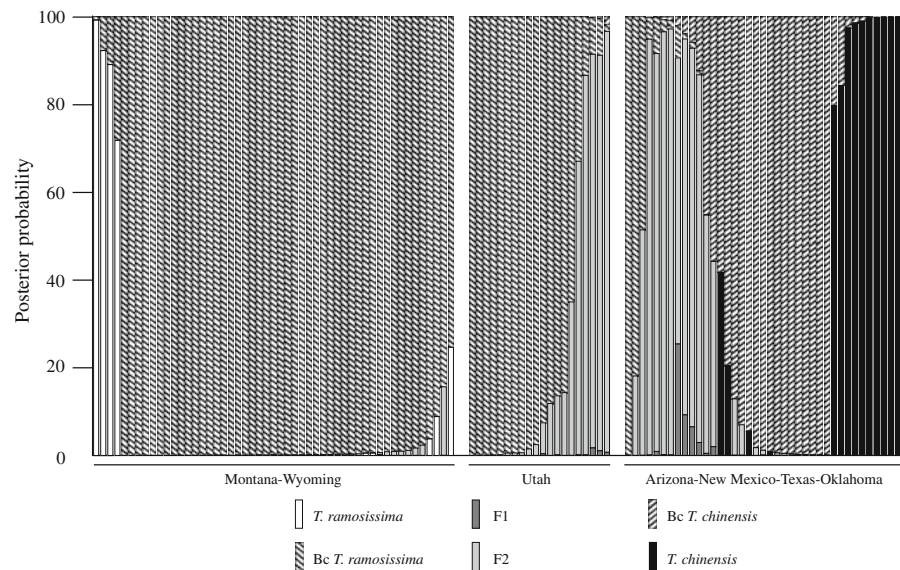 100
80
60
40
20
0
Posterior probability
Montana-Wyoming
Utah
Arizona-New Mexico-Texas-Oklahoma
T. ramosissima
F1
Bc T. chinensis
Bc T. ramosissima
F2
T. chinensis